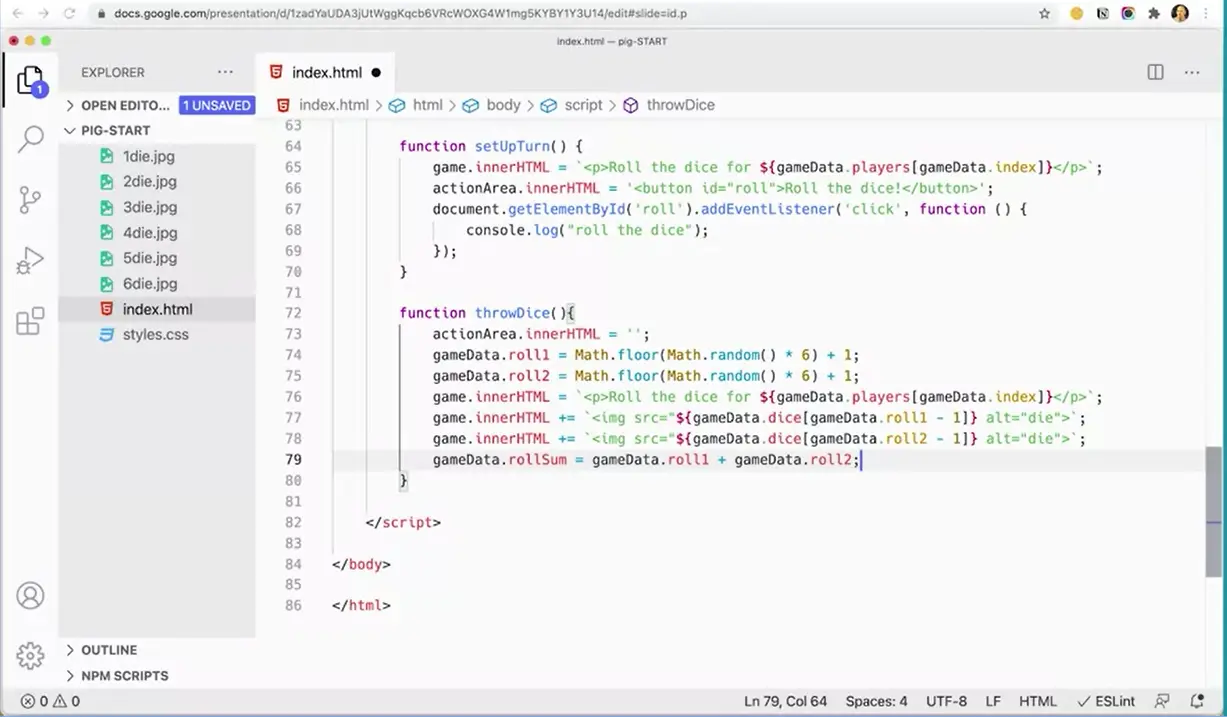 docs.google.com/presentation/d/1zadYaUDA3jUtWggKqcb6VRcWOXG4W1mg5KYBY1Y3U14/edit#slide=id.p
index.html — pig-START
EXPLORER
index.html
OPEN EDITO... 1 UNSAVED
index.html > html > body > script > throwDice
PIG-START
1die.jpg
2die.jpg
3die.jpg
4die.jpg
5die.jpg
6die.jpg
index.html
styles.css
OUTLINE
NPM SCRIPTS
1
63
64 function setUpTurn() {
65 game.innerHTML = `<p>Roll the dice for ${gameData.players[gameData.index]}</p>`;
66 actionArea.innerHTML = '<button id="roll">Roll the dice!</button>';
67 document.getElementById('roll').addEventListener('click', function () {
68 console.log("roll the dice");
69 });
70 }
71
72 function throwDice(){
73 actionArea.innerHTML = '';
74 gameData.roll1 = Math.floor(Math.random() * 6) + 1;
75 gameData.roll2 = Math.floor(Math.random() * 6) + 1;
76 game.innerHTML = `<p>Roll the dice for ${gameData.players[gameData.index]}</p>`;
77 game.innerHTML += `<img src="${gameData.dice[gameData.roll1 - 1]} alt="die">`;
78 game.innerHTML += `<img src="${gameData.dice[gameData.roll2 - 1]} alt="die">`;
79 gameData.rollSum = gameData.roll1 + gameData.roll2;
80 }
81
82 </script>
83
84 </body>
85
86 </html>
0 0 Ln 79, Col 64 Spaces: 4 UTF-8 LF HTML ESLint